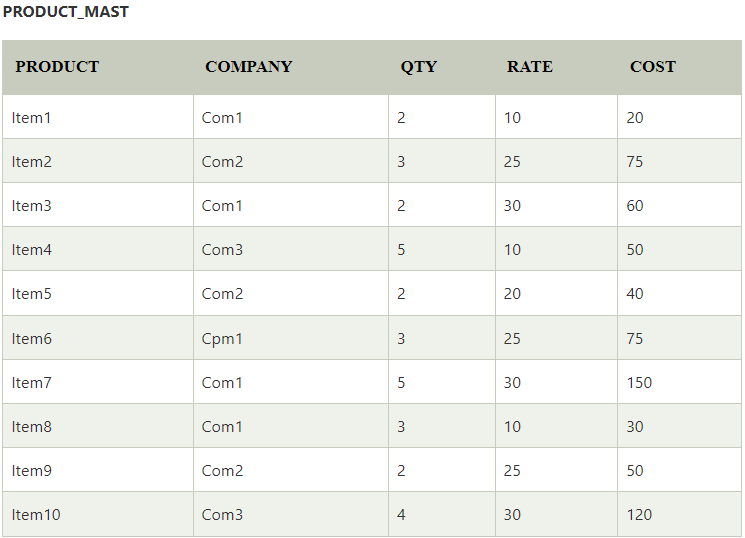 PRODUCT_MAST
PRODUCT COMPANY QTY RATE COST
Item1 Com1 2 10 20
Item2 Com2 3 25 75
Item3 Com1 2 30 60
Item4 Com3 5 10 50
Item5 Com2 2 20 40
Item6 Cpm1 3 25 75
Item7 Com1 5 30 150
Item8 Com1 3 10 30
Item9 Com2 2 25 50
Item10 Com3 4 30 120